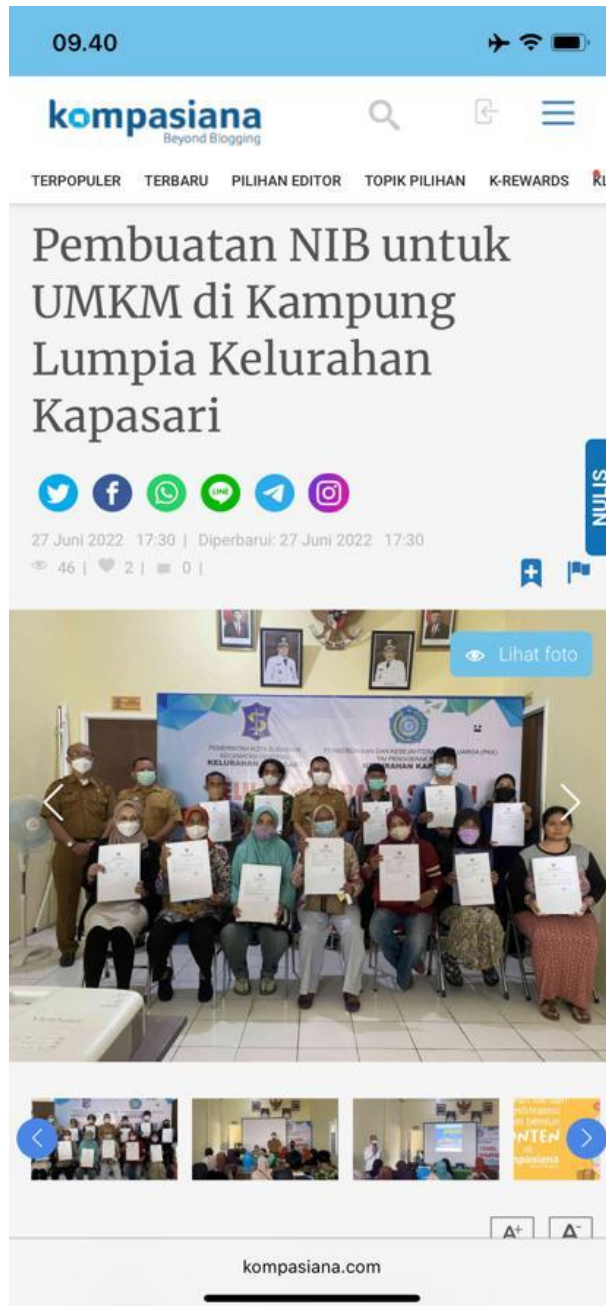 09.40
kompasiana
Beyond Blogging
TERPOPULER TERBARU PILIHAN EDITOR TOPIK PILIHAN K-REWARDS
Pembuatan NIB untuk
UMKM di Kampung
Lumpia Kelurahan
Kapasari
LINE
NULIS
27 Juni 2022 17:30 | Diperbarui: 27 Juni 2022 17:30
46 | 2 | 0 |
Lihat foto
PEMERINTAH KOTA SURABAYA
KELURAHAN
KELURAHAN
A+ A-
kompasiana.com